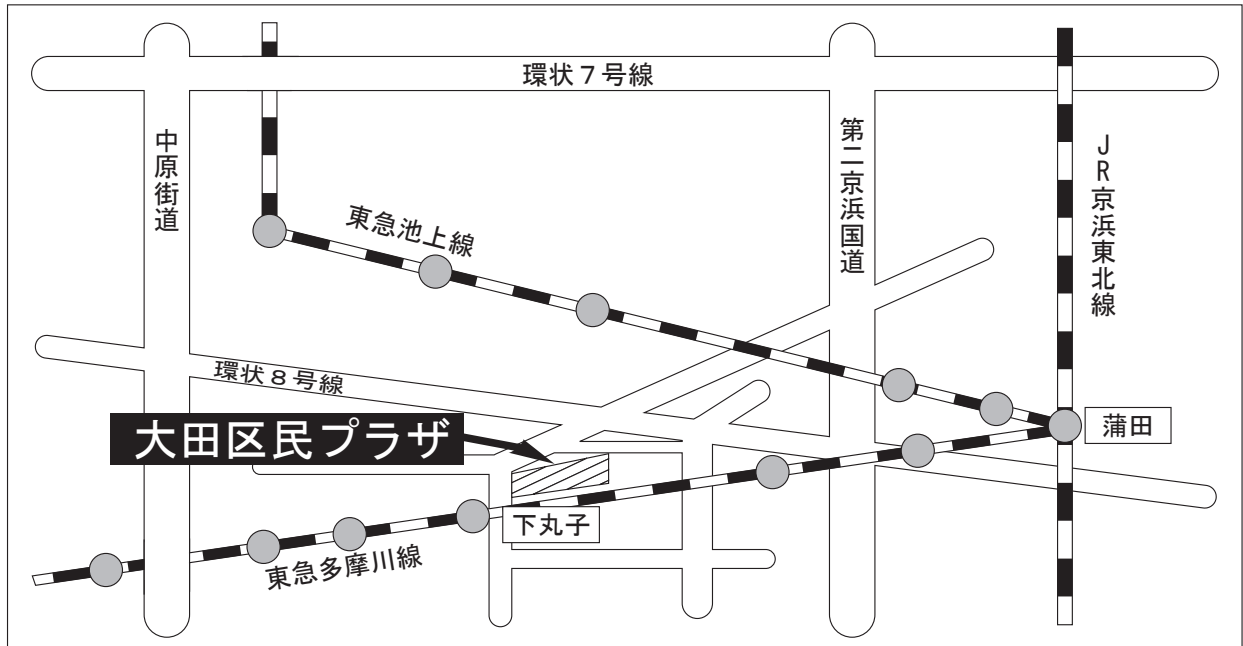 環状７号線
中原街道
第二京浜国道
ＪＲ京浜東北線
東急池上線
環状８号線
大田区民プラザ
蒲田
下丸子
東急多摩川線